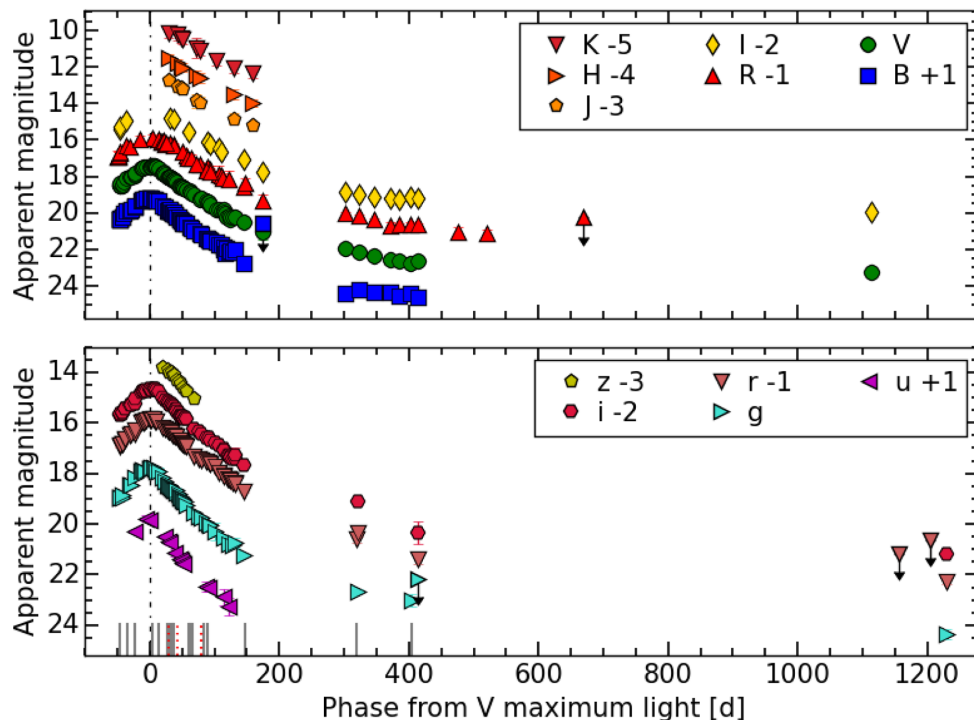 10
12
14
16
18
20
22
24
Apparent magnitude
K -5 I -2 V
H -4 R -1 B +1
J -3
14
16
18
20
22
24
Apparent magnitude
z -3 r -1 u +1
i -2 g
0 200 400 600 800 1000 1200
Phase from V maximum light [d]